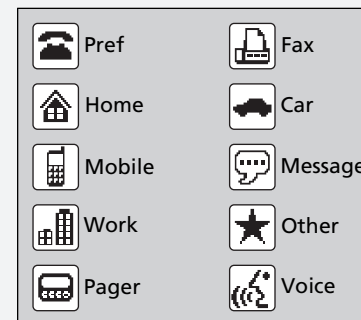 Pref Fax
Home Car
Mobile Message
Work Other
Pager Voice